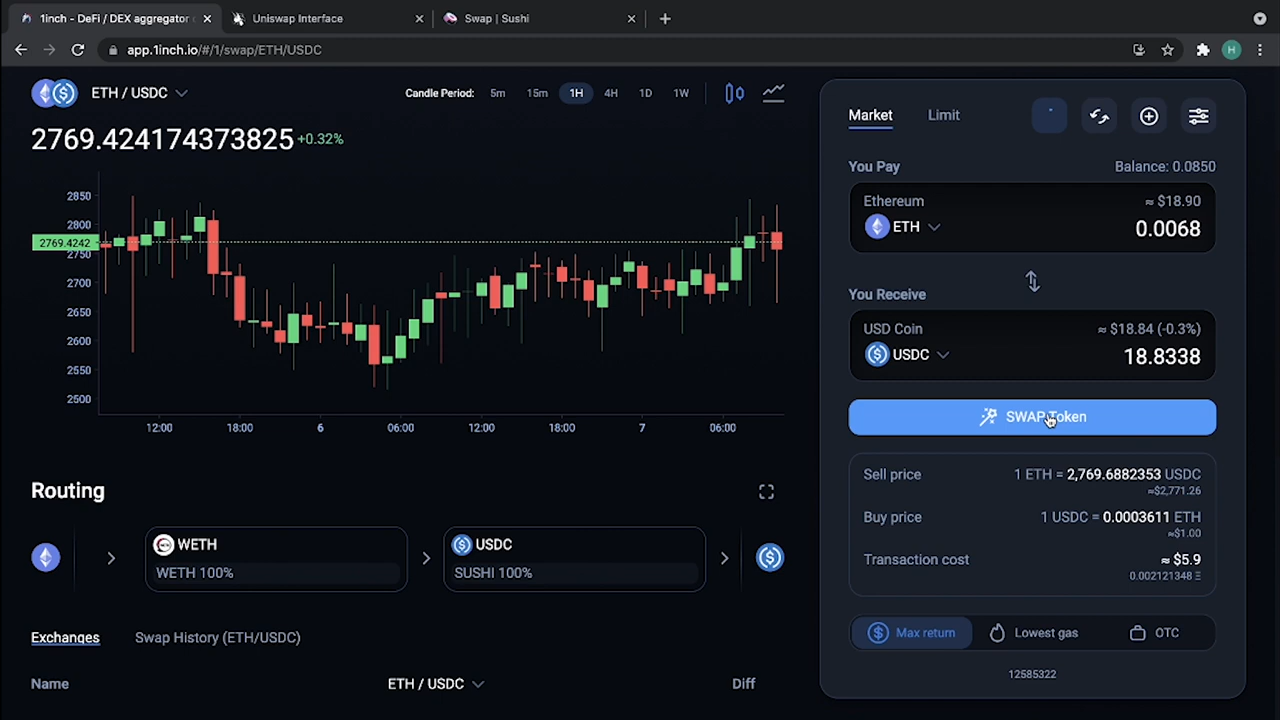 1inch - DeFi / DEX aggregator
Uniswap Interface
Swap | Sushi
app.1inch.io/#/1/swap/ETH/USDC
H
ETH / USDC
Candle Period: 5m 15m 1H 4H 1D 1W
2769.424174373825 +0.32%
2850
2800
2769.4242
2750
2700
2650
2600
2550
2500
12:00 18:00 6 06:00 12:00 18:00 7 06:00
Routing
WETH
WETH 100%
USDC
SUSHI 100%
Exchanges Swap History (ETH/USDC)
Name ETH / USDC Diff
Market Limit
You Pay Balance: 0.0850
Ethereum ≈ $18.90
ETH 0.0068
You Receive
USD Coin ≈ $18.84 (-0.3%)
USDC 18.8338
SWAP Token
Sell price 1 ETH = 2,769.6882353 USDC
≈$2,771.26
Buy price 1 USDC = 0.0003611 ETH
≈$1.00
Transaction cost ≈ $5.9
0.002121348 Ξ
Max return Lowest gas OTC
12585322